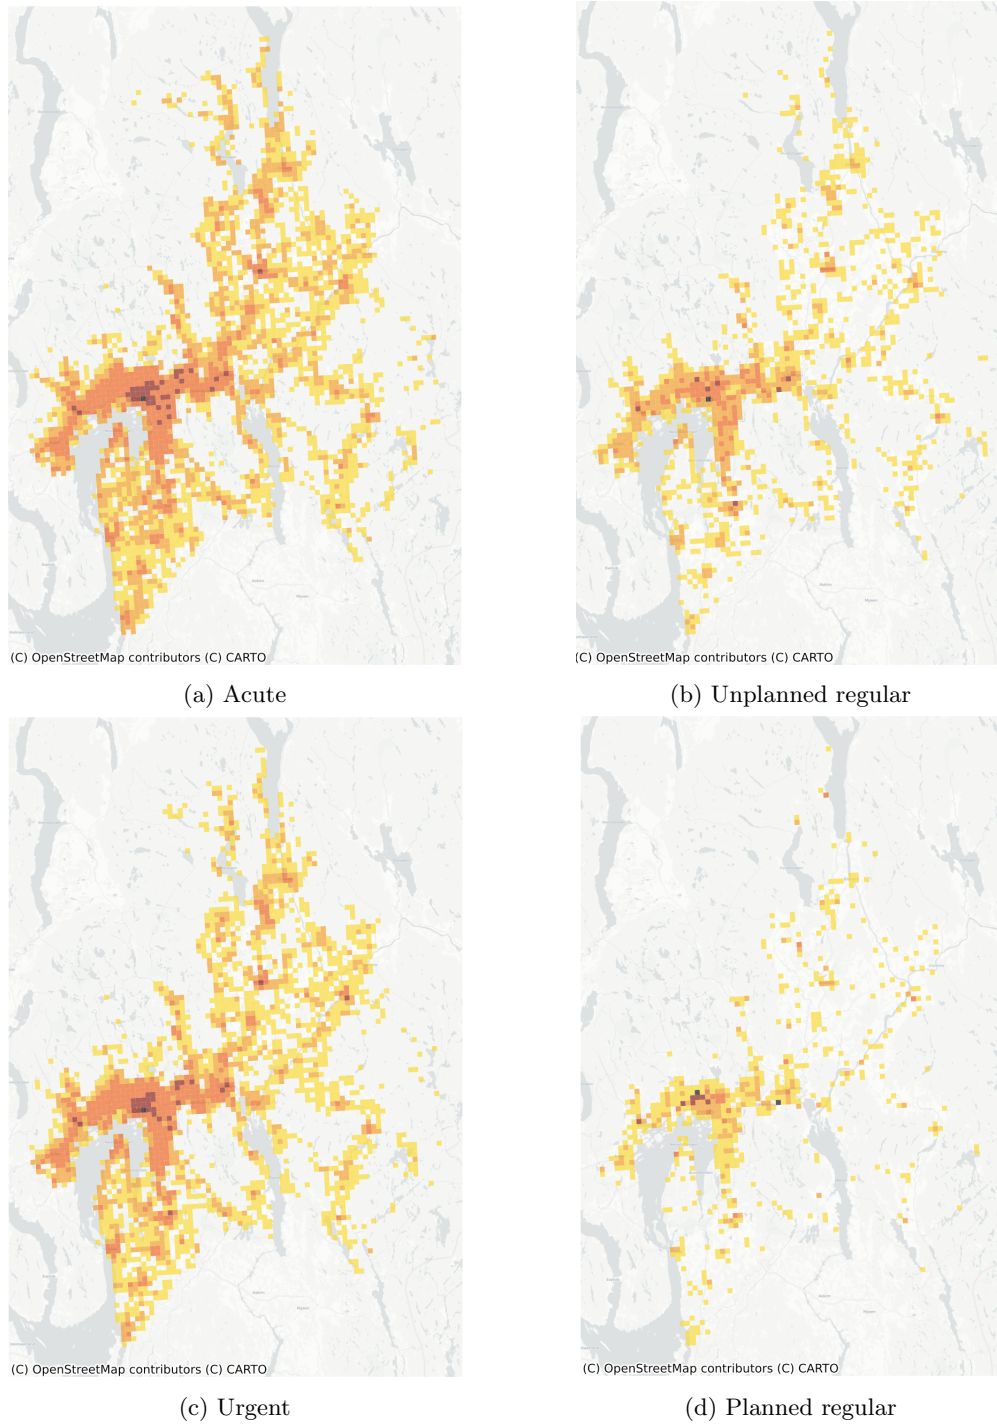 (C) OpenStreetMap contributors (C) CARTO
(C) OpenStreetMap contributors (C) CARTO
(a) Acute
(b) Unplanned regular
(C) OpenStreetMap contributors (C) CARTO
(C) OpenStreetMap contributors (C) CARTO
(c) Urgent
(d) Planned regular